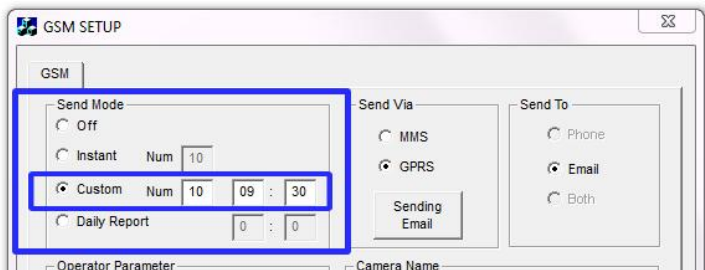 GSM SETUP
GSM
Send Mode
Off
Instant Num 10
Custom Num 10 09 : 30
Daily Report 0 : 0
Send Via
MMS
GPRS
Sending
Email
Send To
Phone
Email
Both
Operator Parameter
Camera Name